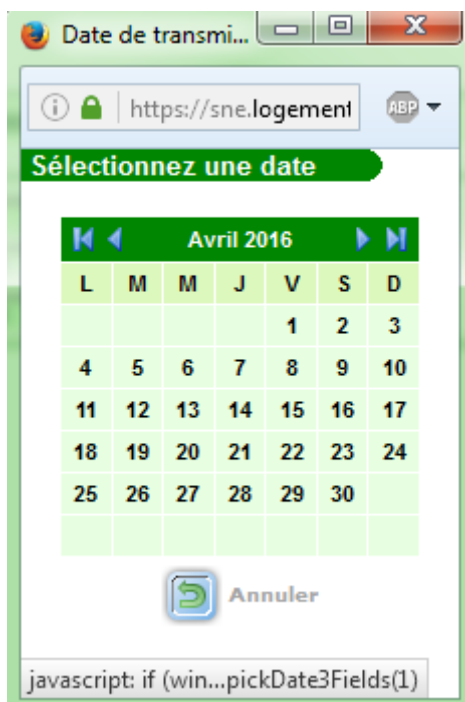 Date de transmi...
https://sne.logement
ABP
Sélectionnez une date
Avril 2016
L M M J V S D
1 2 3
4 5 6 7 8 9 10
11 12 13 14 15 16 17
18 19 20 21 22 23 24
25 26 27 28 29 30
Annuler
javascript: if (win...pickDate3Fields(1)